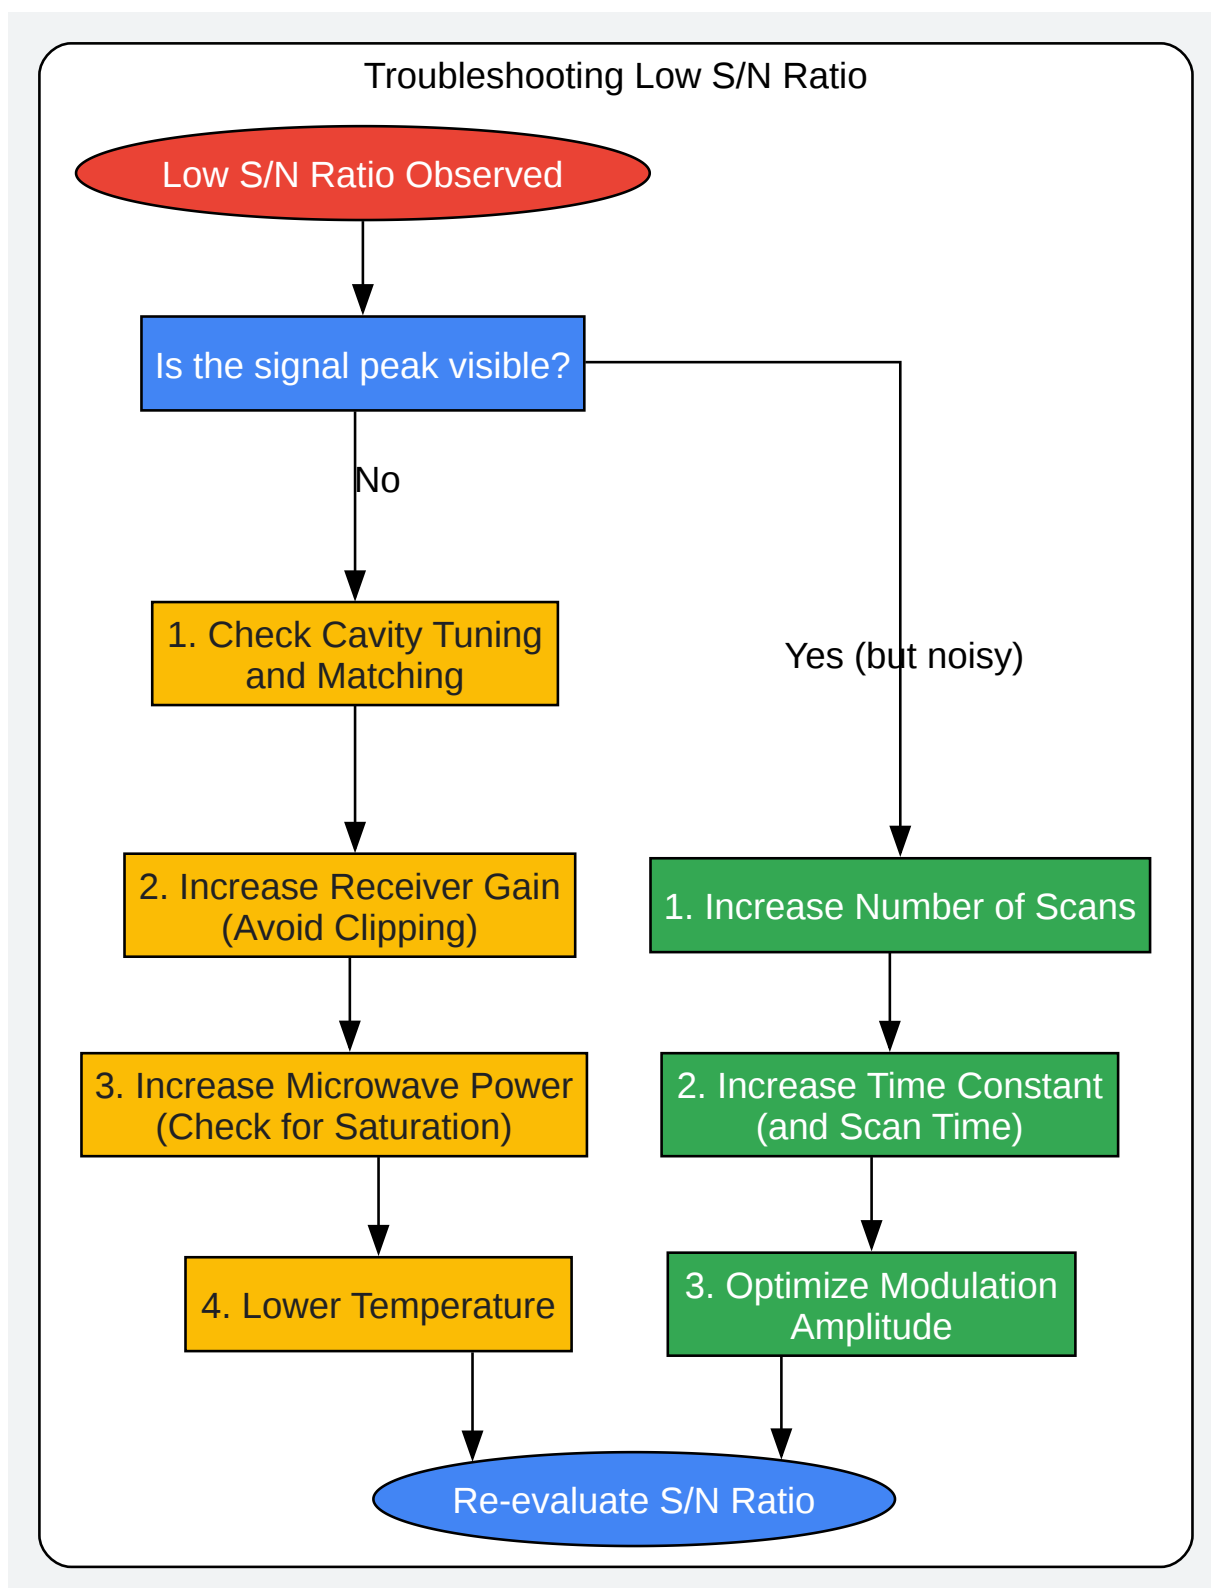 Troubleshooting Low S/N Ratio
Low S/N Ratio Observed
Is the signal peak visible?
No
1. Check Cavity Tuning
and Matching
Yes (but noisy)
2. Increase Receiver Gain
(Avoid Clipping)
1. Increase Number of Scans
3. Increase Microwave Power
(Check for Saturation)
2. Increase Time Constant
(and Scan Time)
4. Lower Temperature
3. Optimize Modulation
Amplitude
Re-evaluate S/N Ratio